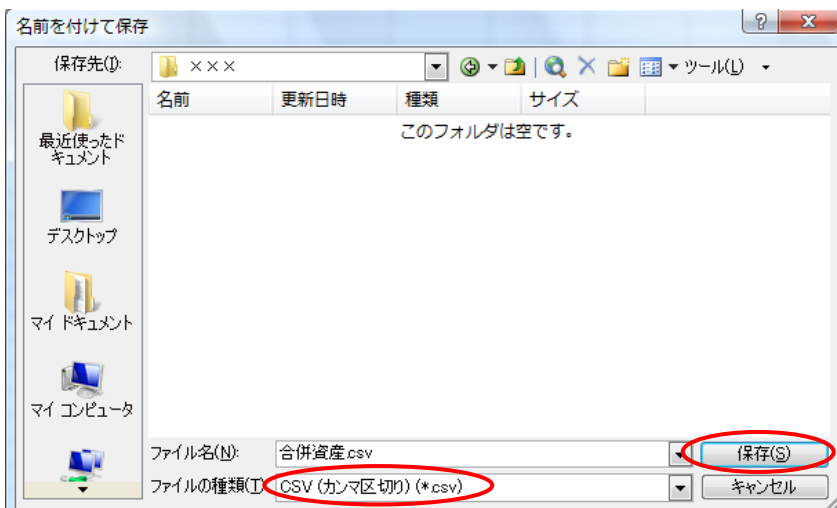 名前を付けて保存
保存先(I):
×××
ツール(L)
名前 更新日時 種類 サイズ
このフォルダは空です。
最近使ったド
キュメント
デスクトップ
マイ ドキュメント
マイ コンピュータ
ファイル名(N): 合併資産.csv 保存(S)
ファイルの種類(T) CSV (カンマ区切り) (*.csv) キャンセル